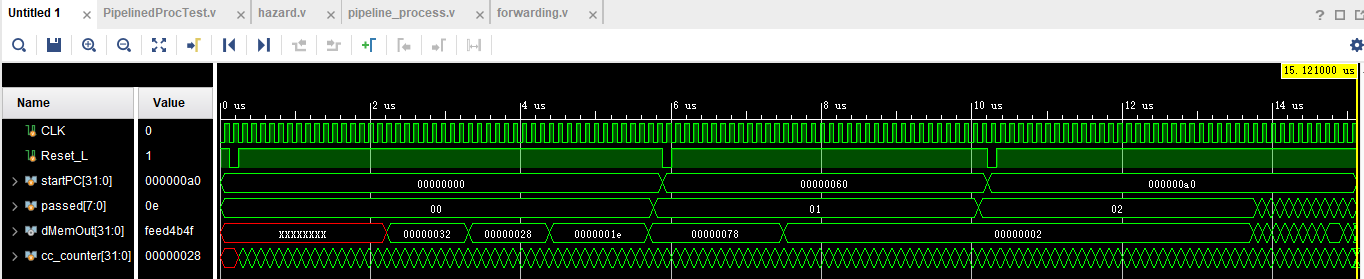 Untitled 1 × PipelinedProcTest.v × hazard.v × pipeline_process.v × forwarding.v × ?
15.121000 us
Name Value 0 us 2 us 4 us 6 us 8 us 10 us 12 us 14 us
CLK 0
Reset_L 1
startPC[31:0] 000000a0 00000000 00000060 000000a0
passed[7:0] 0e 00 01 02
dMemOut[31:0] feed4b4f XXXXXXXX 00000032 00000028 0000001e 00000078 00000002
cc_counter[31:0] 00000028